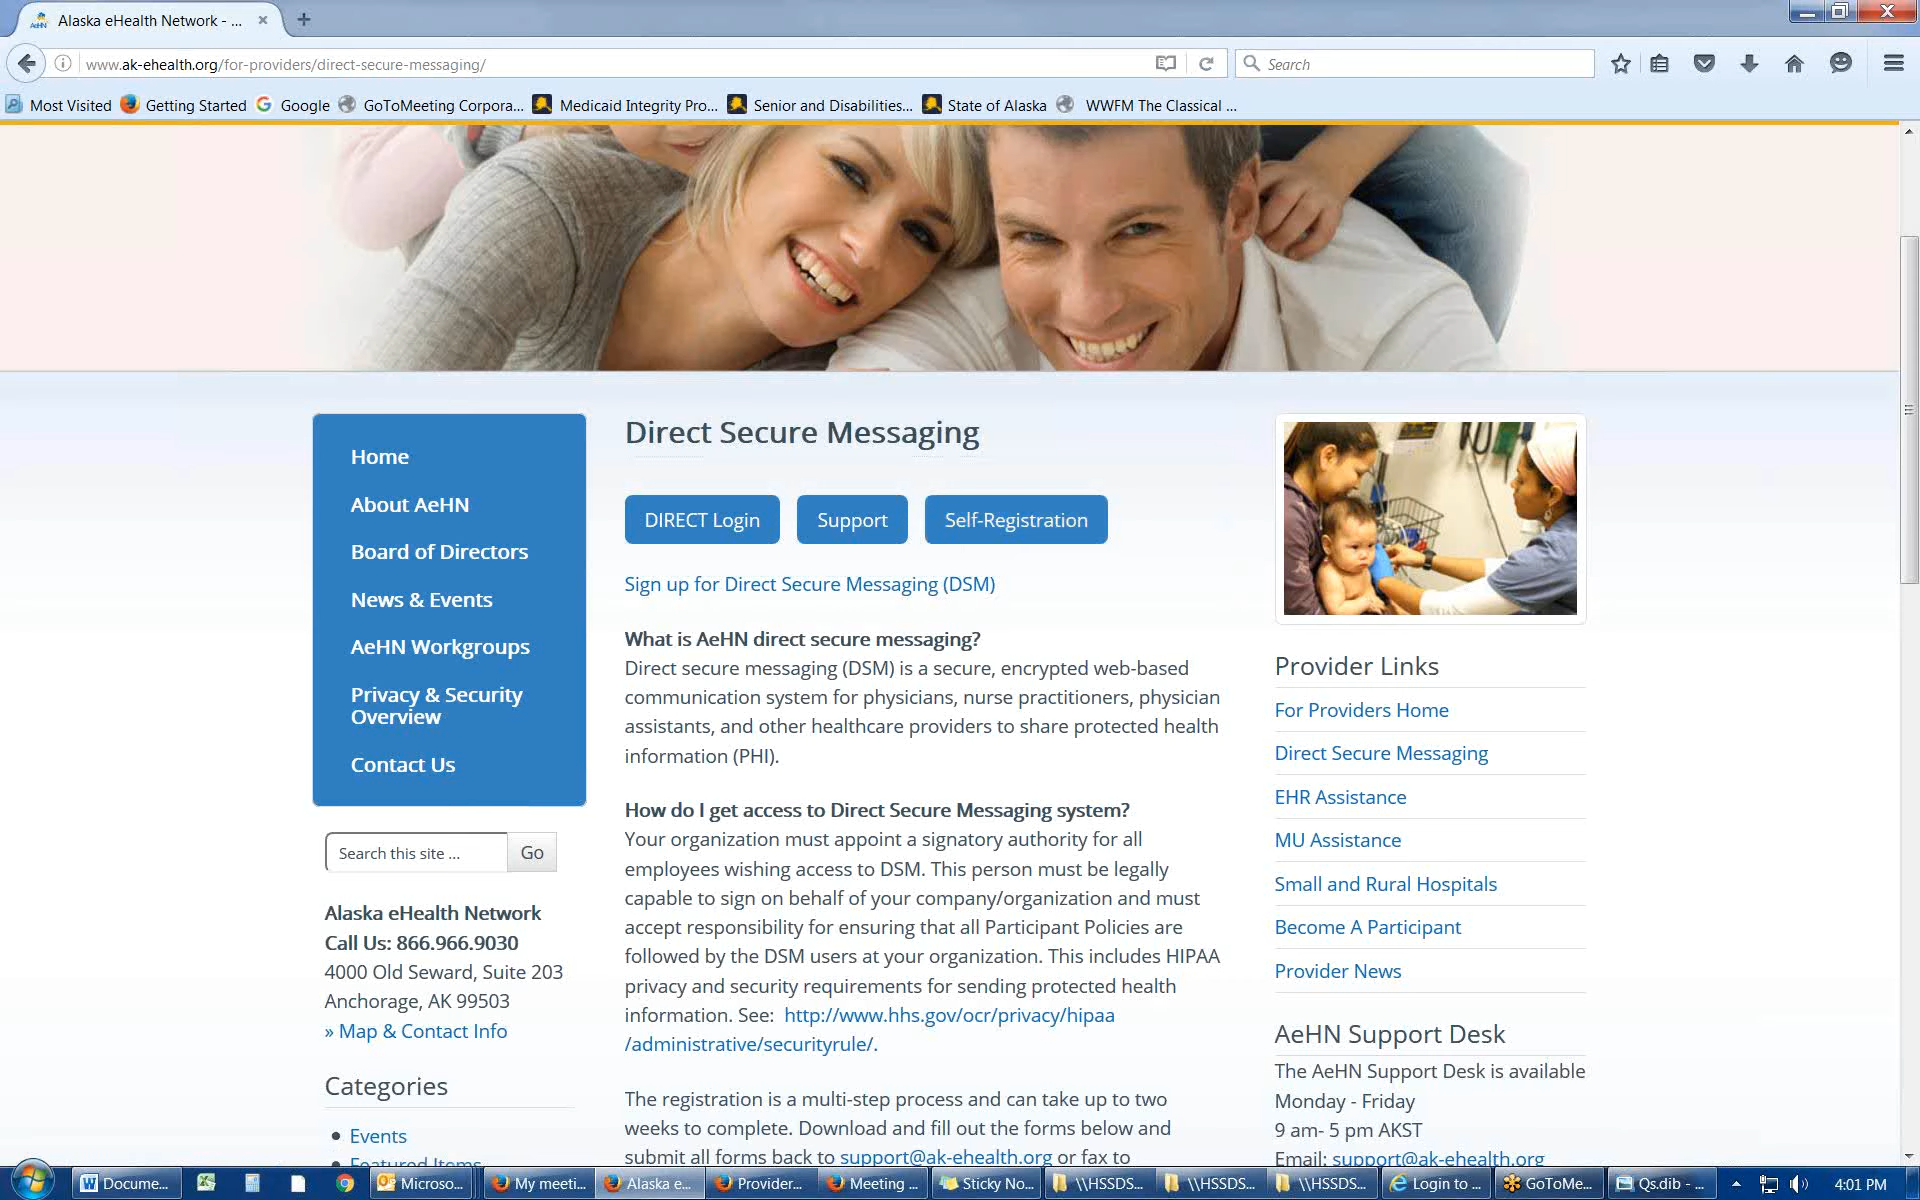 Alaska eHealth Network - ...
www.ak-ehealth.org/for-providers/direct-secure-messaging/
Search
Most Visited
Getting Started
Google
GoToMeeting Corpora...
Medicaid Integrity Pro...
Senior and Disabilities...
State of Alaska
WWFM The Classical ...
Home
About AeHN
Board of Directors
News & Events
AeHN Workgroups
Privacy & Security
Overview
Contact Us
Search this site ...
Go
Alaska eHealth Network
Call Us: 866.966.9030
4000 Old Seward, Suite 203
Anchorage, AK 99503
» Map & Contact Info
Categories
Events
Featured Items
Direct Secure Messaging
DIRECT Login
Support
Self-Registration
Sign up for Direct Secure Messaging (DSM)
What is AeHN direct secure messaging?
Direct secure messaging (DSM) is a secure, encrypted web-based
communication system for physicians, nurse practitioners, physician
assistants, and other healthcare providers to share protected health
information (PHI).
How do I get access to Direct Secure Messaging system?
Your organization must appoint a signatory authority for all
employees wishing access to DSM. This person must be legally
capable to sign on behalf of your company/organization and must
accept responsibility for ensuring that all Participant Policies are
followed by the DSM users at your organization. This includes HIPAA
privacy and security requirements for sending protected health
information. See: http://www.hhs.gov/ocr/privacy/hipaa
/administrative/securityrule/.
The registration is a multi-step process and can take up to two
weeks to complete. Download and fill out the forms below and
submit all forms back to support@ak-ehealth.org or fax to
Provider Links
For Providers Home
Direct Secure Messaging
EHR Assistance
MU Assistance
Small and Rural Hospitals
Become A Participant
Provider News
AeHN Support Desk
The AeHN Support Desk is available
Monday - Friday
9 am- 5 pm AKST
Email: support@ak-ehealth.org
Docume...
Microso...
My meeti...
Alaska e...
Provider...
Meeting ...
Sticky No...
\\HSSDS...
\\HSSDS...
\\HSSDS...
Login to ...
GoToMe...
Qs.dib - ...
4:01 PM